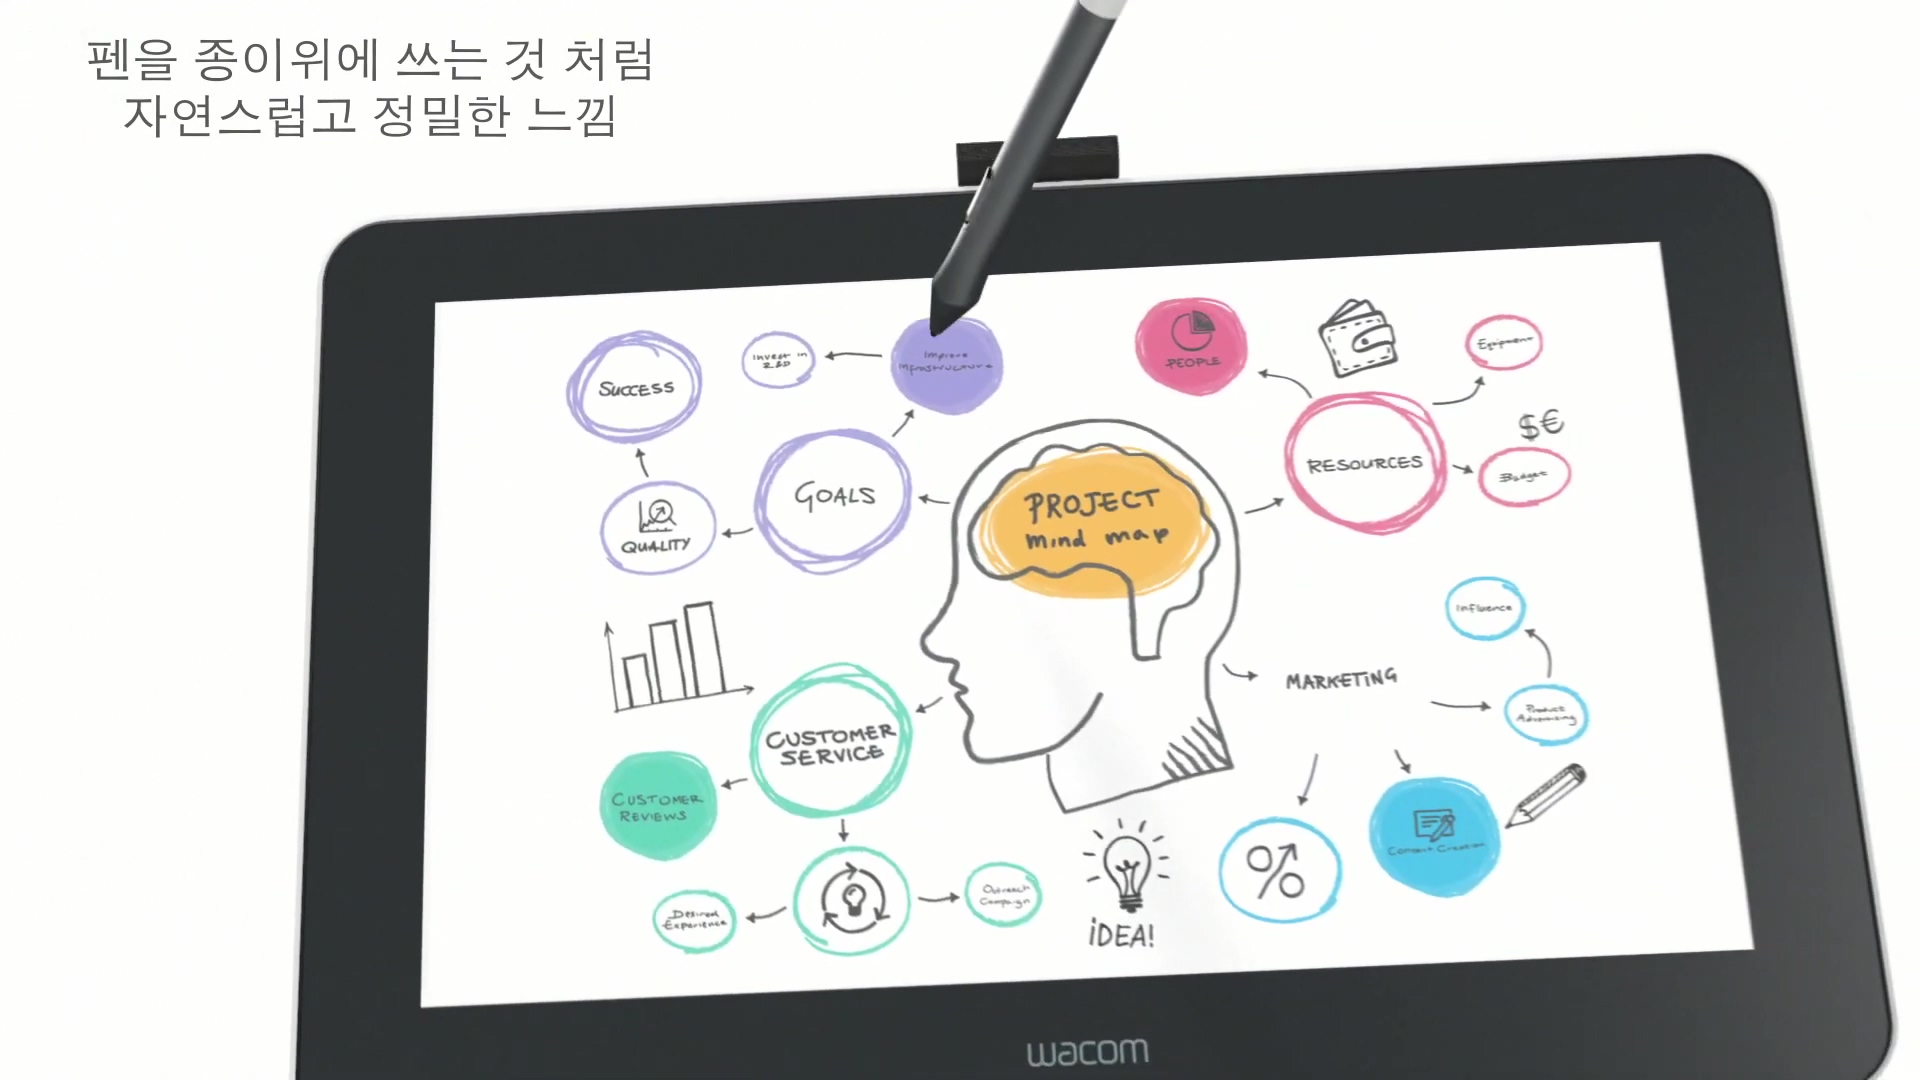 펜을 종이위에 쓰는 것 처럼
자연스럽고 정밀한 느낌
SUCCESS
Invest in
R&D
Improve
Infrastructure
PEOPLE
Equipment
$€
GOALS
PROJECT
mind map
RESOURCES
Budget
QUALITY
Influence
MARKETING
Product
Advertising
CUSTOMER
SERVICE
CUSTOMER
REVIEWS
Content Creation
%
Desired
Experience
Outreach
Campaign
iDEA!
wacom